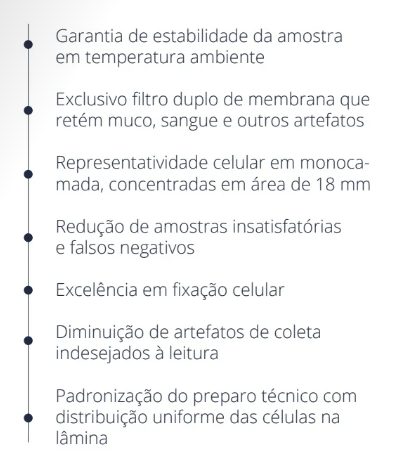 Garantia de estabilidade da amostra
em temperatura ambiente
Exclusivo filtro duplo de membrana que
retém muco, sangue e outros artefatos
Representatividade celular em monoca-
mada, concentradas em área de 18 mm
Redução de amostras insatisfatórias
e falsos negativos
Excelência em fixação celular
Diminuição de artefatos de coleta
indesejados à leitura
Padronização do preparo técnico com
distribuição uniforme das células na
lâmina